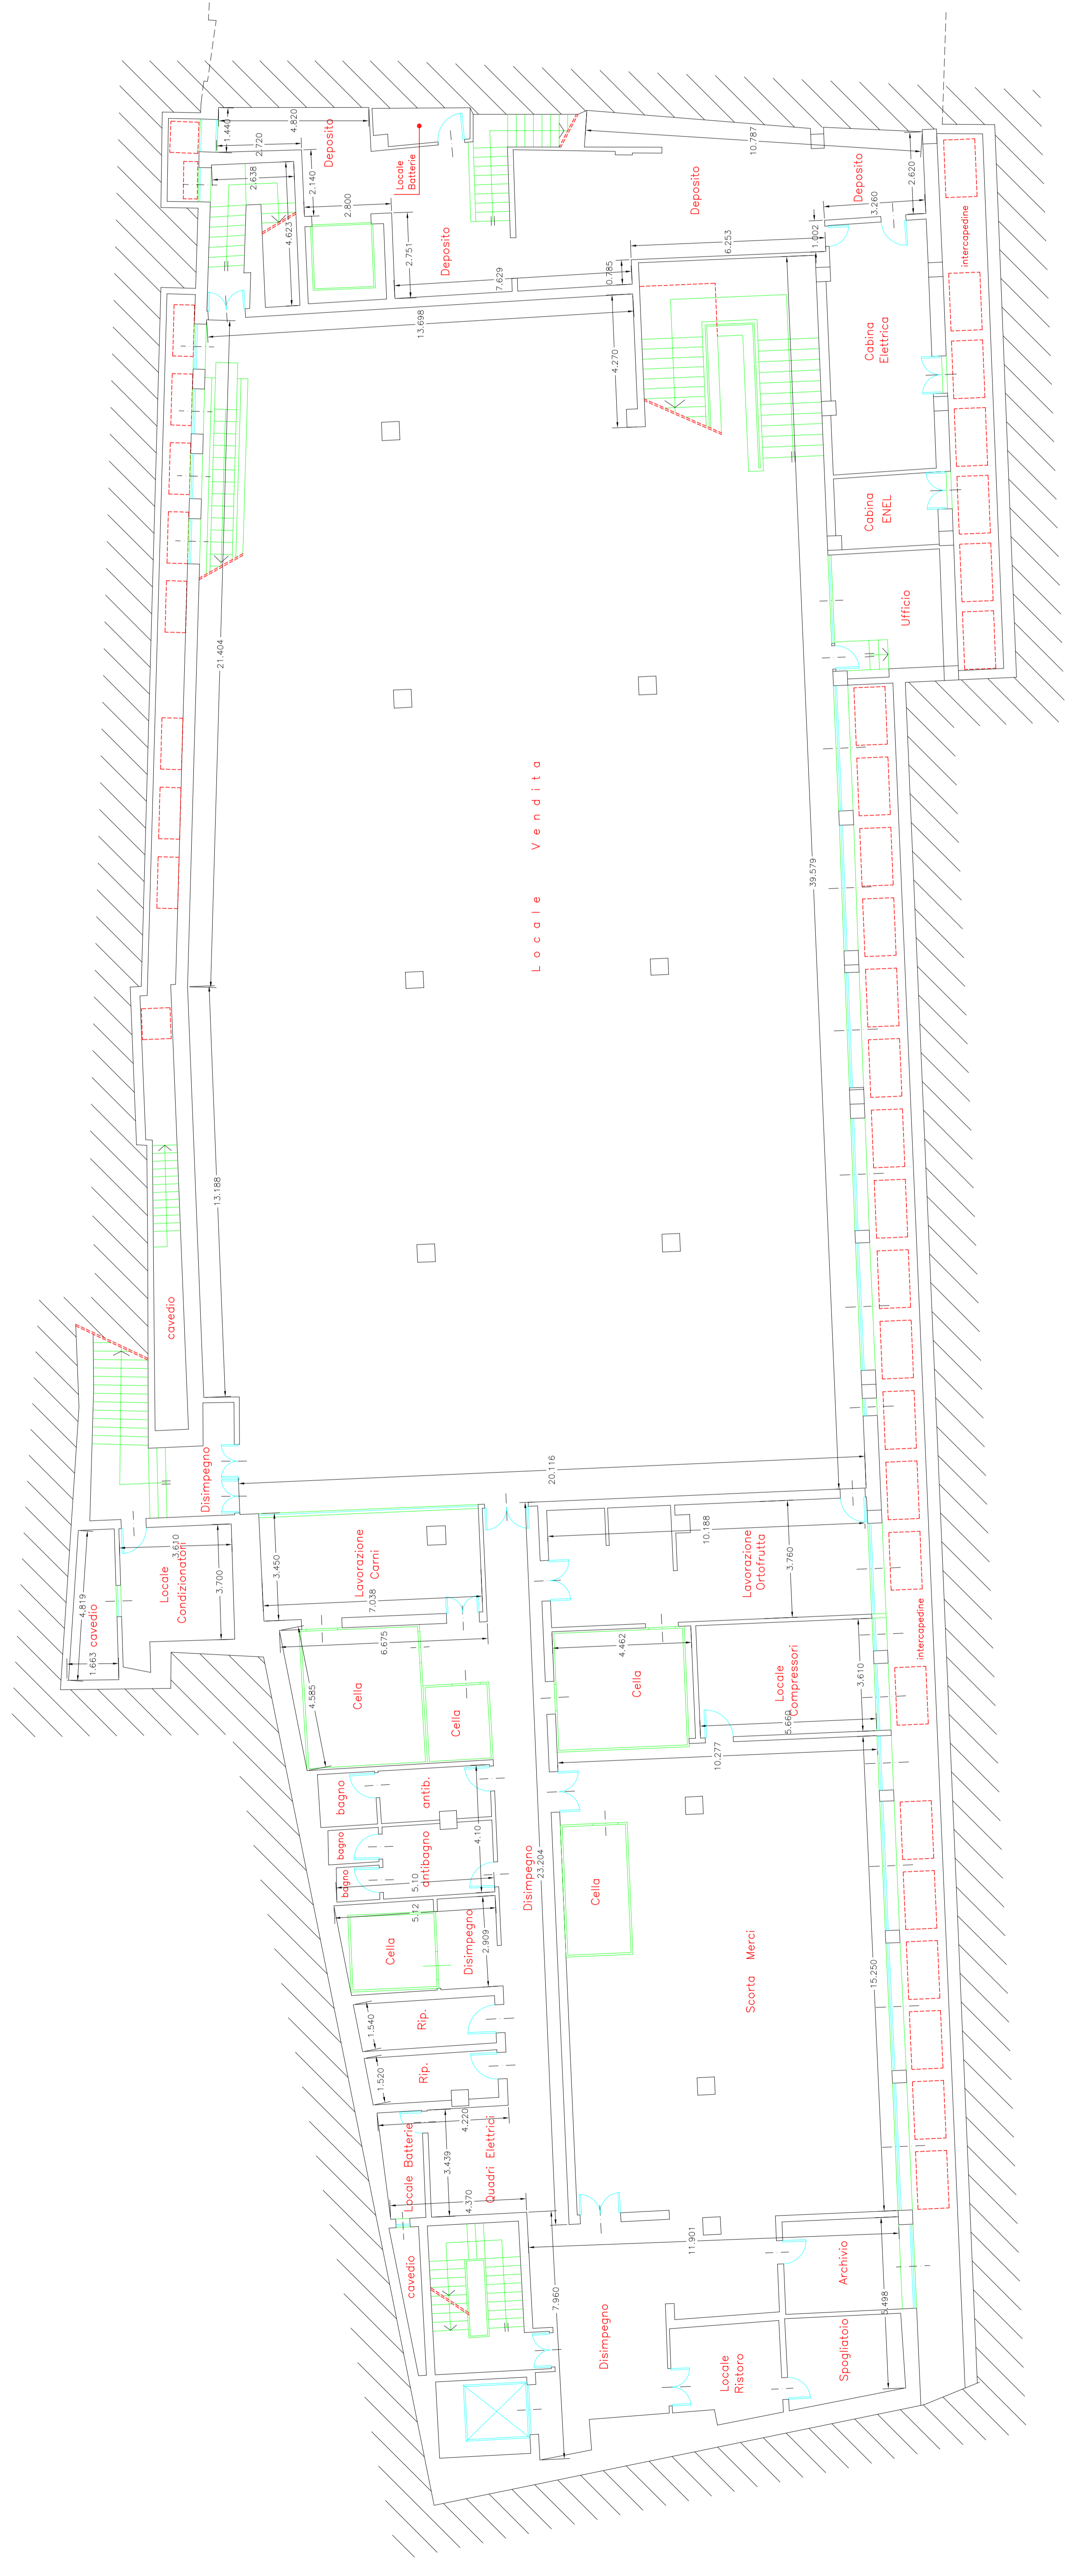 1.440
4.820
Deposito
2.720
2.638
2.140
4.623
2.800
Locale
Batterie
2.751
Deposito
7.629
10.787
Deposito
Deposito
2.620
3.260
1.002
6.253
0.785
intercapedine
13.698
4.270
Cabina
Elettrica
Cabina
ENEL
Ufficio
21.404
Locale Vendita
39.579
13.188
cavedio
Disimpegno
20.116
3.610
Locale
Condizionatori
3.700
4.819
cavedio
1.663
3.450
Lavorazione
Carni
7.038
6.675
4.585
Cella
Cella
10.188
Lavorazione
Ortofrutta
3.760
4.462
Cella
Locale
Compressori
3.610
5.660
10.277
intercapedine
bagno
antib.
4.10
bagno
bagno
antibagno
5.10
5.12
Disimpegno
23.204
Cella
Cella
Disimpegno
2.909
Scorta Merci
15.250
1.540
Rip.
1.520
Rip.
4.220
Locale Batterie
3.439
Quadri Elettrici
4.370
cavedio
11.901
7.960
Disimpegno
Archivio
5.498
Locale
Ristoro
Spogliatoio